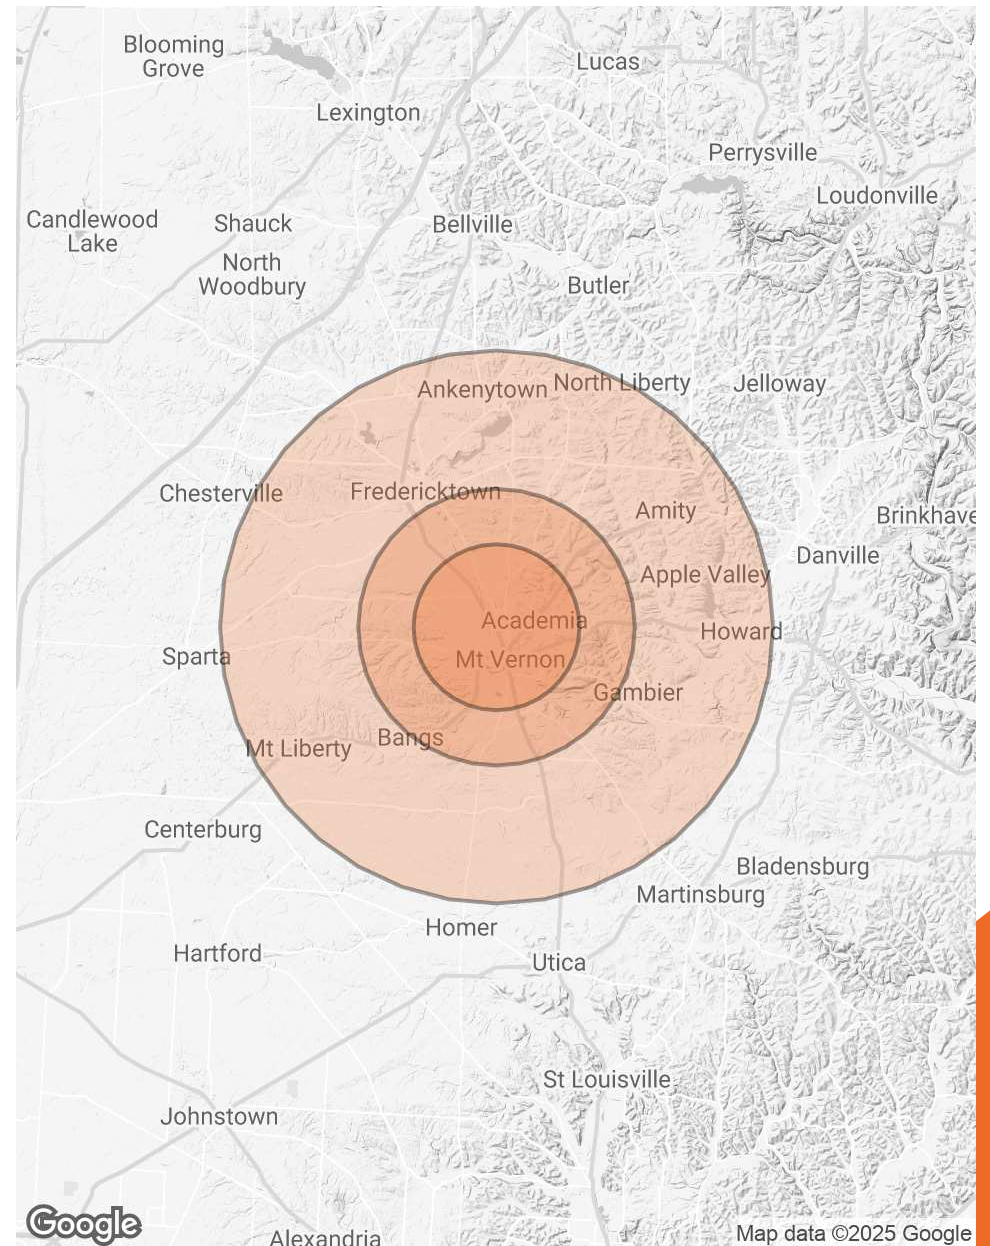 Blooming
Grove
Lucas
Lexington
Perrysville
Loudonville
Candlewood
Lake
Shauck
Bellville
North
Woodbury
Butler
Ankenytown
North Liberty
Jelloway
Chesterville
Fredericktown
Amity
Brinkhave
Danville
Apple Valley
Academia
Howard
Sparta
Mt Vernon
Gambier
Bangs
Mt Liberty
Centerburg
Bladensburg
Martinsburg
Homer
Hartford
Utica
St Louisville
Johnstown
Google
Alexandria
Map data ©2025 Google